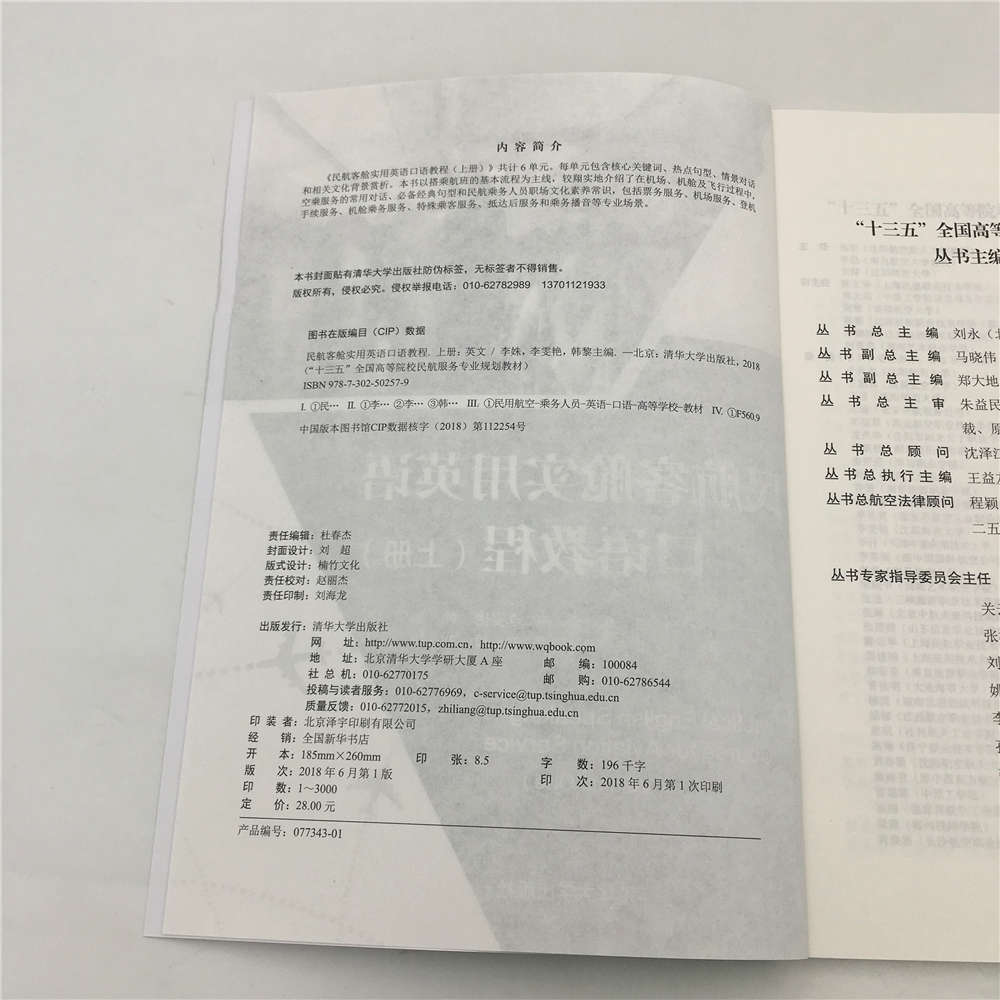 内容简介
《民航客舱实用英语口语教程(上册)》共计6单元。每单元包含核心关键词、热点句型、情景对话
和相关文化背景赏析。本书以搭乘航班的基本流程为主线,较翔实地介绍了在机场、机舱及飞行过程中,
空乘服务的常用对话、必备经典句型和民航乘务人员职场文化素养常识,包括票务服务、机场服务、登机
手续服务、机舱乘务服务、特殊乘客服务、抵达后服务和乘务播音等专业场景。
本书封面贴有清华大学出版社防伪标签,无标签者不得销售。
版权所有,侵权必究。侵权举报电话:010-62782989 13701121933
图书在版编目(CIP)数据
民航客舱实用英语口语教程. 上册:英文 / 李姝,李雯艳,韩黎主编. —北京:清华大学出版社,2018
(“十三五”全国高等院校民航服务专业规划教材)
ISBN 978-7-302-50257-9
I. ①民… II. ①李… ②李… ③韩… III. ①民用航空-乘务人员-英语-口语-高等学校-教材 IV. ①F560.9
中国版本图书馆CIP数据核字(2018)第112254号
责任编辑:杜春杰
封面设计:刘 超
版式设计:楠竹文化
责任校对:赵丽杰
责任印制:刘海龙
出版发行:清华大学出版社
网 址:http://www.tup.com.cn, http://www.wqbook.com
地 址:北京清华大学学研大厦 A 座 邮 编:100084
社 总 机:010-62770175 邮 购:010-62786544
投稿与读者服务:010-62776969, c-service@tup.tsinghua.edu.cn
质量反馈:010-62772015, zhiliang@tup.tsinghua.edu.cn
印 装 者:北京泽宇印刷有限公司
经 销:全国新华书店
开 本:185mm×260mm 印 张:8.5 字 数:196 千字
版 次:2018 年 6 月第 1 版 印 次:2018 年 6 月第 1 次印刷
印 数:1～3000
定 价:28.00 元
产品编号:077343-01
“十三五”全国高等
丛书主编
丛书总主编 刘永(北
丛书副总主编 马晓伟
丛书副总主编 郑大地
丛书总主审 朱益民
裁、原
丛书总顾问 沈泽江
丛书总执行主编 王益友
丛书总航空法律顾问 程颖
二五
丛书专家指导委员会主任
关云
张
刘
姚
李